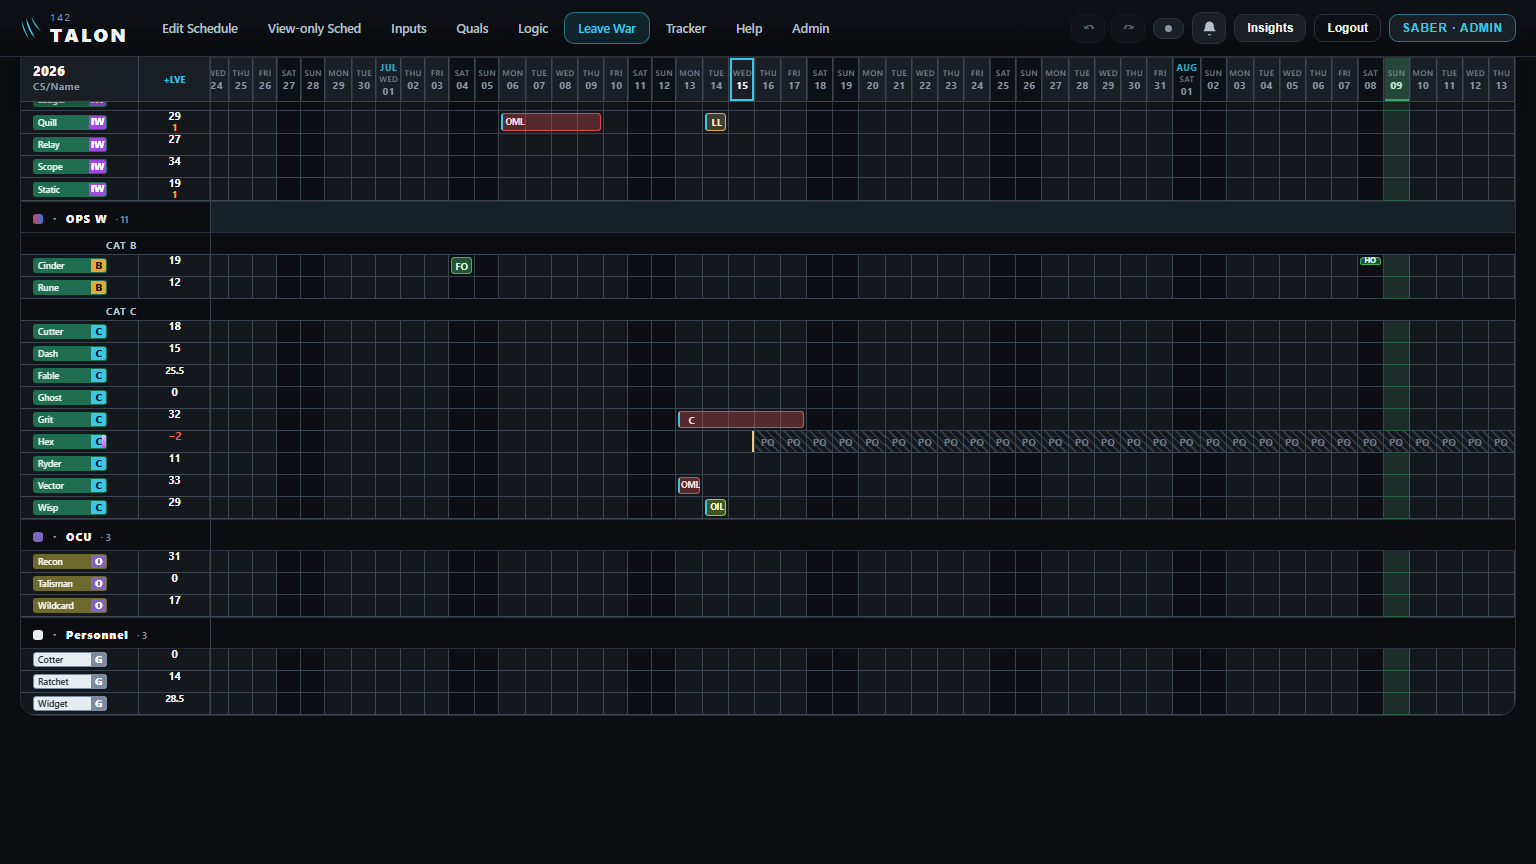 142
TALON
Edit Schedule View-only Sched Inputs Quals Logic Leave War Tracker Help Admin
Insights Logout SABER · ADMIN
2026
CS/Name
+LVE
JUL AUG
WED THU FRI SAT SUN MON TUE WED THU FRI SAT SUN MON TUE WED THU FRI SAT SUN MON TUE WED THU FRI SAT SUN MON TUE WED THU FRI SAT SUN MON TUE WED THU FRI SAT SUN MON TUE WED THU FRI SAT SUN MON TUE WED THU
24 25 26 27 28 29 30 01 02 03 04 05 06 07 08 09 10 11 12 13 14 15 16 17 18 19 20 21 22 23 24 25 26 27 28 29 30 31 01 02 03 04 05 06 07 08 09 10 11 12 13
Quill IW 29 1 OML LL
Relay IW 27
Scope IW 34
Static IW 19 1
OPS W · 11
CAT B
Cinder B 19 FO HO
Rune B 12
CAT C
Cutter C 18
Dash C 15
Fable C 25.5
Ghost C 0
Grit C 32 C
Hex C −2 PO PO PO PO PO PO PO PO PO PO PO PO PO PO PO PO PO PO PO PO PO PO PO PO PO PO PO PO PO
Ryder C 11
Vector C 33 OML
Wisp C 29 OIL
OCU · 3
Recon O 31
Talisman O 0
Wildcard O 17
Personnel · 3
Cotter G 0
Ratchet G 14
Widget G 28.5